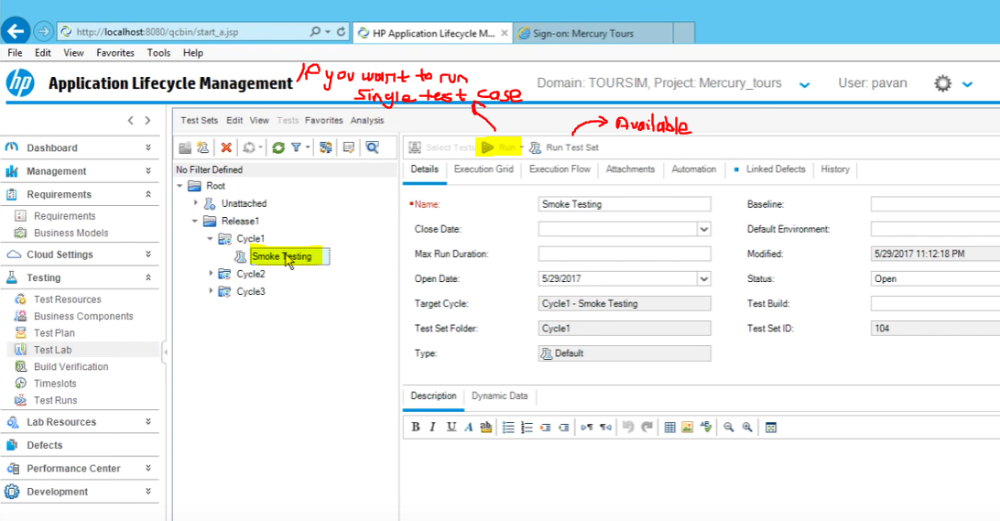 http://localhost:8080/qcbin/start_a.jsp
HP Application Lifecycle M...
Sign-on: Mercury Tours
File Edit View Favorites Tools Help
hp
Application Lifecycle Management
If you want to run
single test case
Domain: TOURSIM, Project: Mercury_tours
User: pavan
Available
Dashboard
Management
Requirements
Requirements
Business Models
Cloud Settings
Testing
Test Resources
Business Components
Test Plan
Test Lab
Build Verification
Timeslots
Test Runs
Lab Resources
Defects
Performance Center
Development
Test Sets Edit View Tests Favorites Analysis
No Filter Defined
Root
Unattached
Release1
Cycle1
Smoke Testing
Cycle2
Cycle3
Select Tests Run Run Test Set
Details Execution Grid Execution Flow Attachments Automation Linked Defects History
*Name: Smoke Testing Baseline:
Close Date: Default Environment:
Max Run Duration: Modified: 5/29/2017 11:12:18 PM
Open Date: 5/29/2017 Status: Open
Target Cycle: Cycle1 - Smoke Testing Test Build:
Test Set Folder: Cycle1 Test Set ID: 104
Type: Default
Description Dynamic Data
B I U A ab